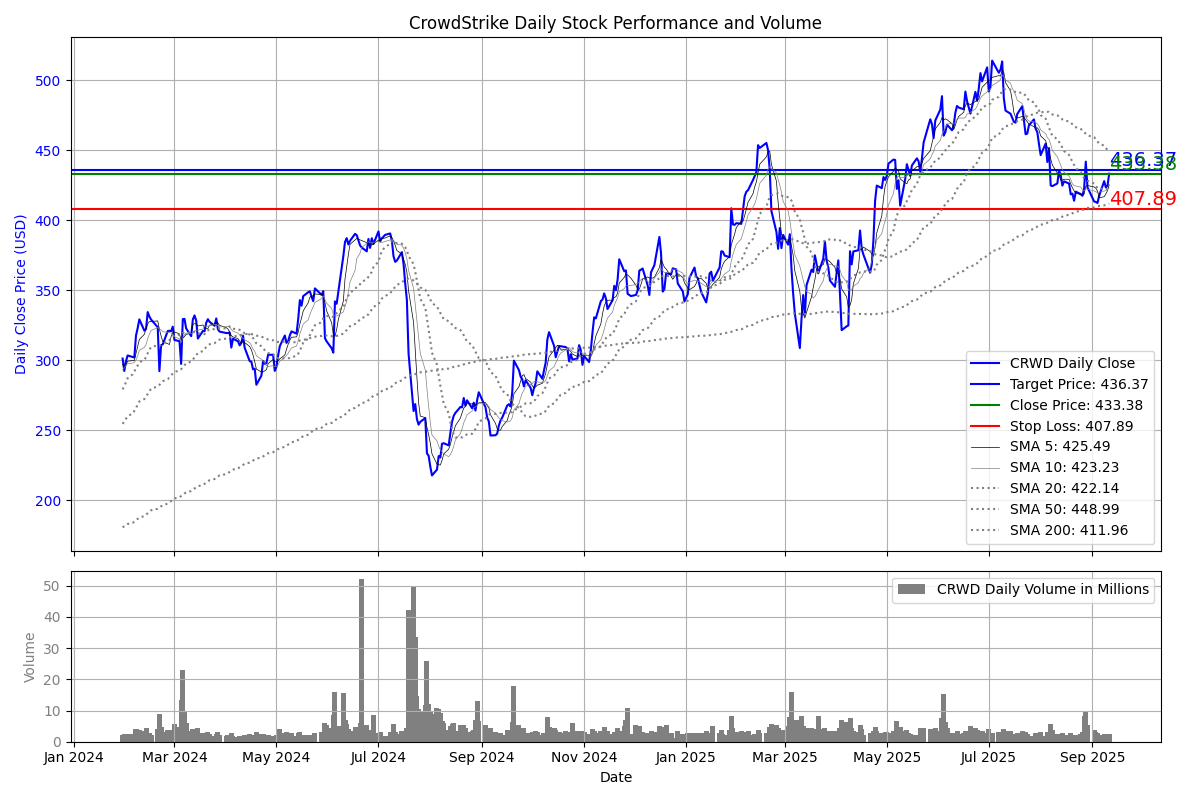 CrowdStrike Daily Stock Performance and Volume
Daily Close Price (USD)
500
450
400
350
300
250
200
436.37
433.38
407.89
CRWD Daily Close
Target Price: 436.37
Close Price: 433.38
Stop Loss: 407.89
SMA 5: 425.49
SMA 10: 423.23
SMA 20: 422.14
SMA 50: 448.99
SMA 200: 411.96
Volume
50
40
30
20
10
0
CRWD Daily Volume in Millions
Jan 2024 Mar 2024 May 2024 Jul 2024 Sep 2024 Nov 2024 Jan 2025 Mar 2025 May 2025 Jul 2025 Sep 2025
Date